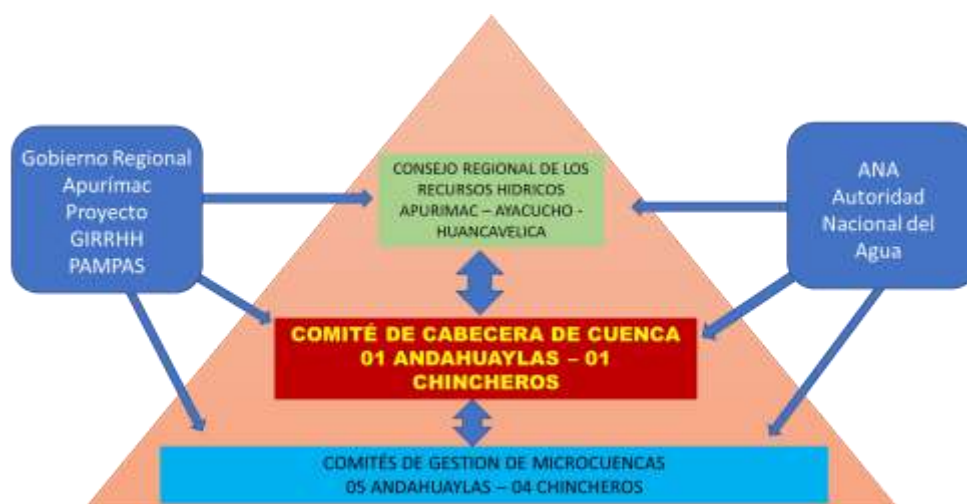 Gobierno Regional
Apurímac
Proyecto
GIRRHH
PAMPAS
CONSEJO REGIONAL DE LOS
RECURSOS HIDRICOS
APURIMAC – AYACUCHO -
HUANCAVELICA
ANA
Autoridad
Nacional del
Agua
COMITÉ DE CABECERA DE CUENCA
01 ANDAHUAYLAS – 01
CHINCHEROS
COMITÉS DE GESTION DE MICROCUENCAS
05 ANDAHUAYLAS – 04 CHINCHEROS